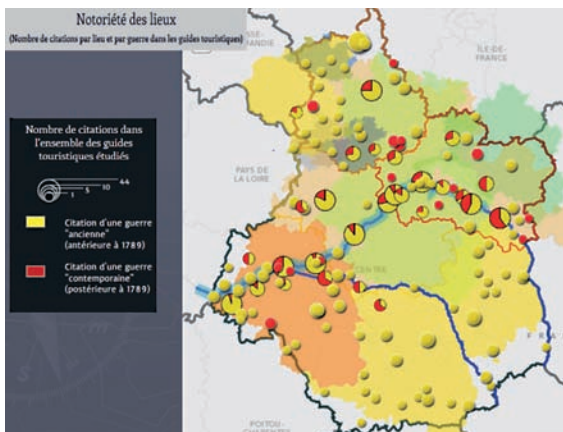 Notoriété des lieux
(Nombre de citations par lieu et par guerre dans les guides touristiques)
Nombre de citations dans
l'ensemble des guides
touristiques étudiés
44
10
5
1
Citation d'une guerre
"ancienne"
(antérieure à 1789)
Citation d'une guerre
"contemporaine"
(postérieure à 1789)
ÎLE-DE-
FRANCE
PAYS DE
LA LOIRE
CENTRE
F R A
POITOU-